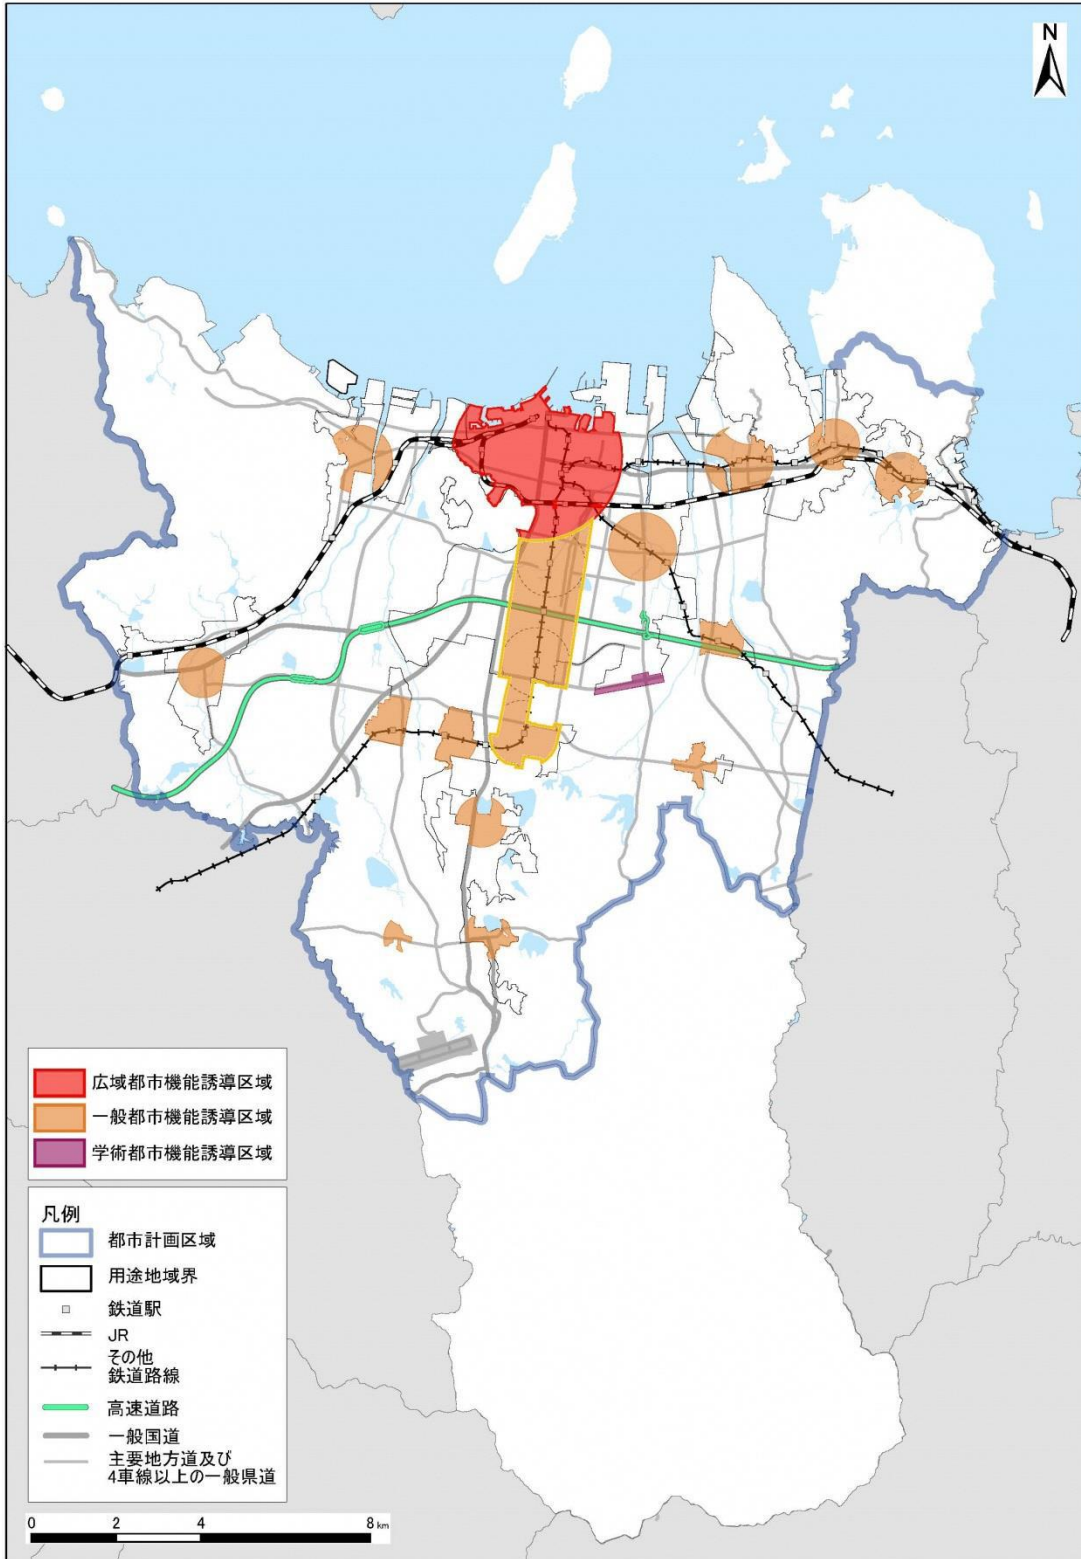 N
広域都市機能誘導区域
一般都市機能誘導区域
学術都市機能誘導区域
凡例
都市計画区域
用途地域界
鉄道駅
JR
その他
鉄道路線
高速道路
一般国道
主要地方道及び
4車線以上の一般県道
0 2 4 8 km